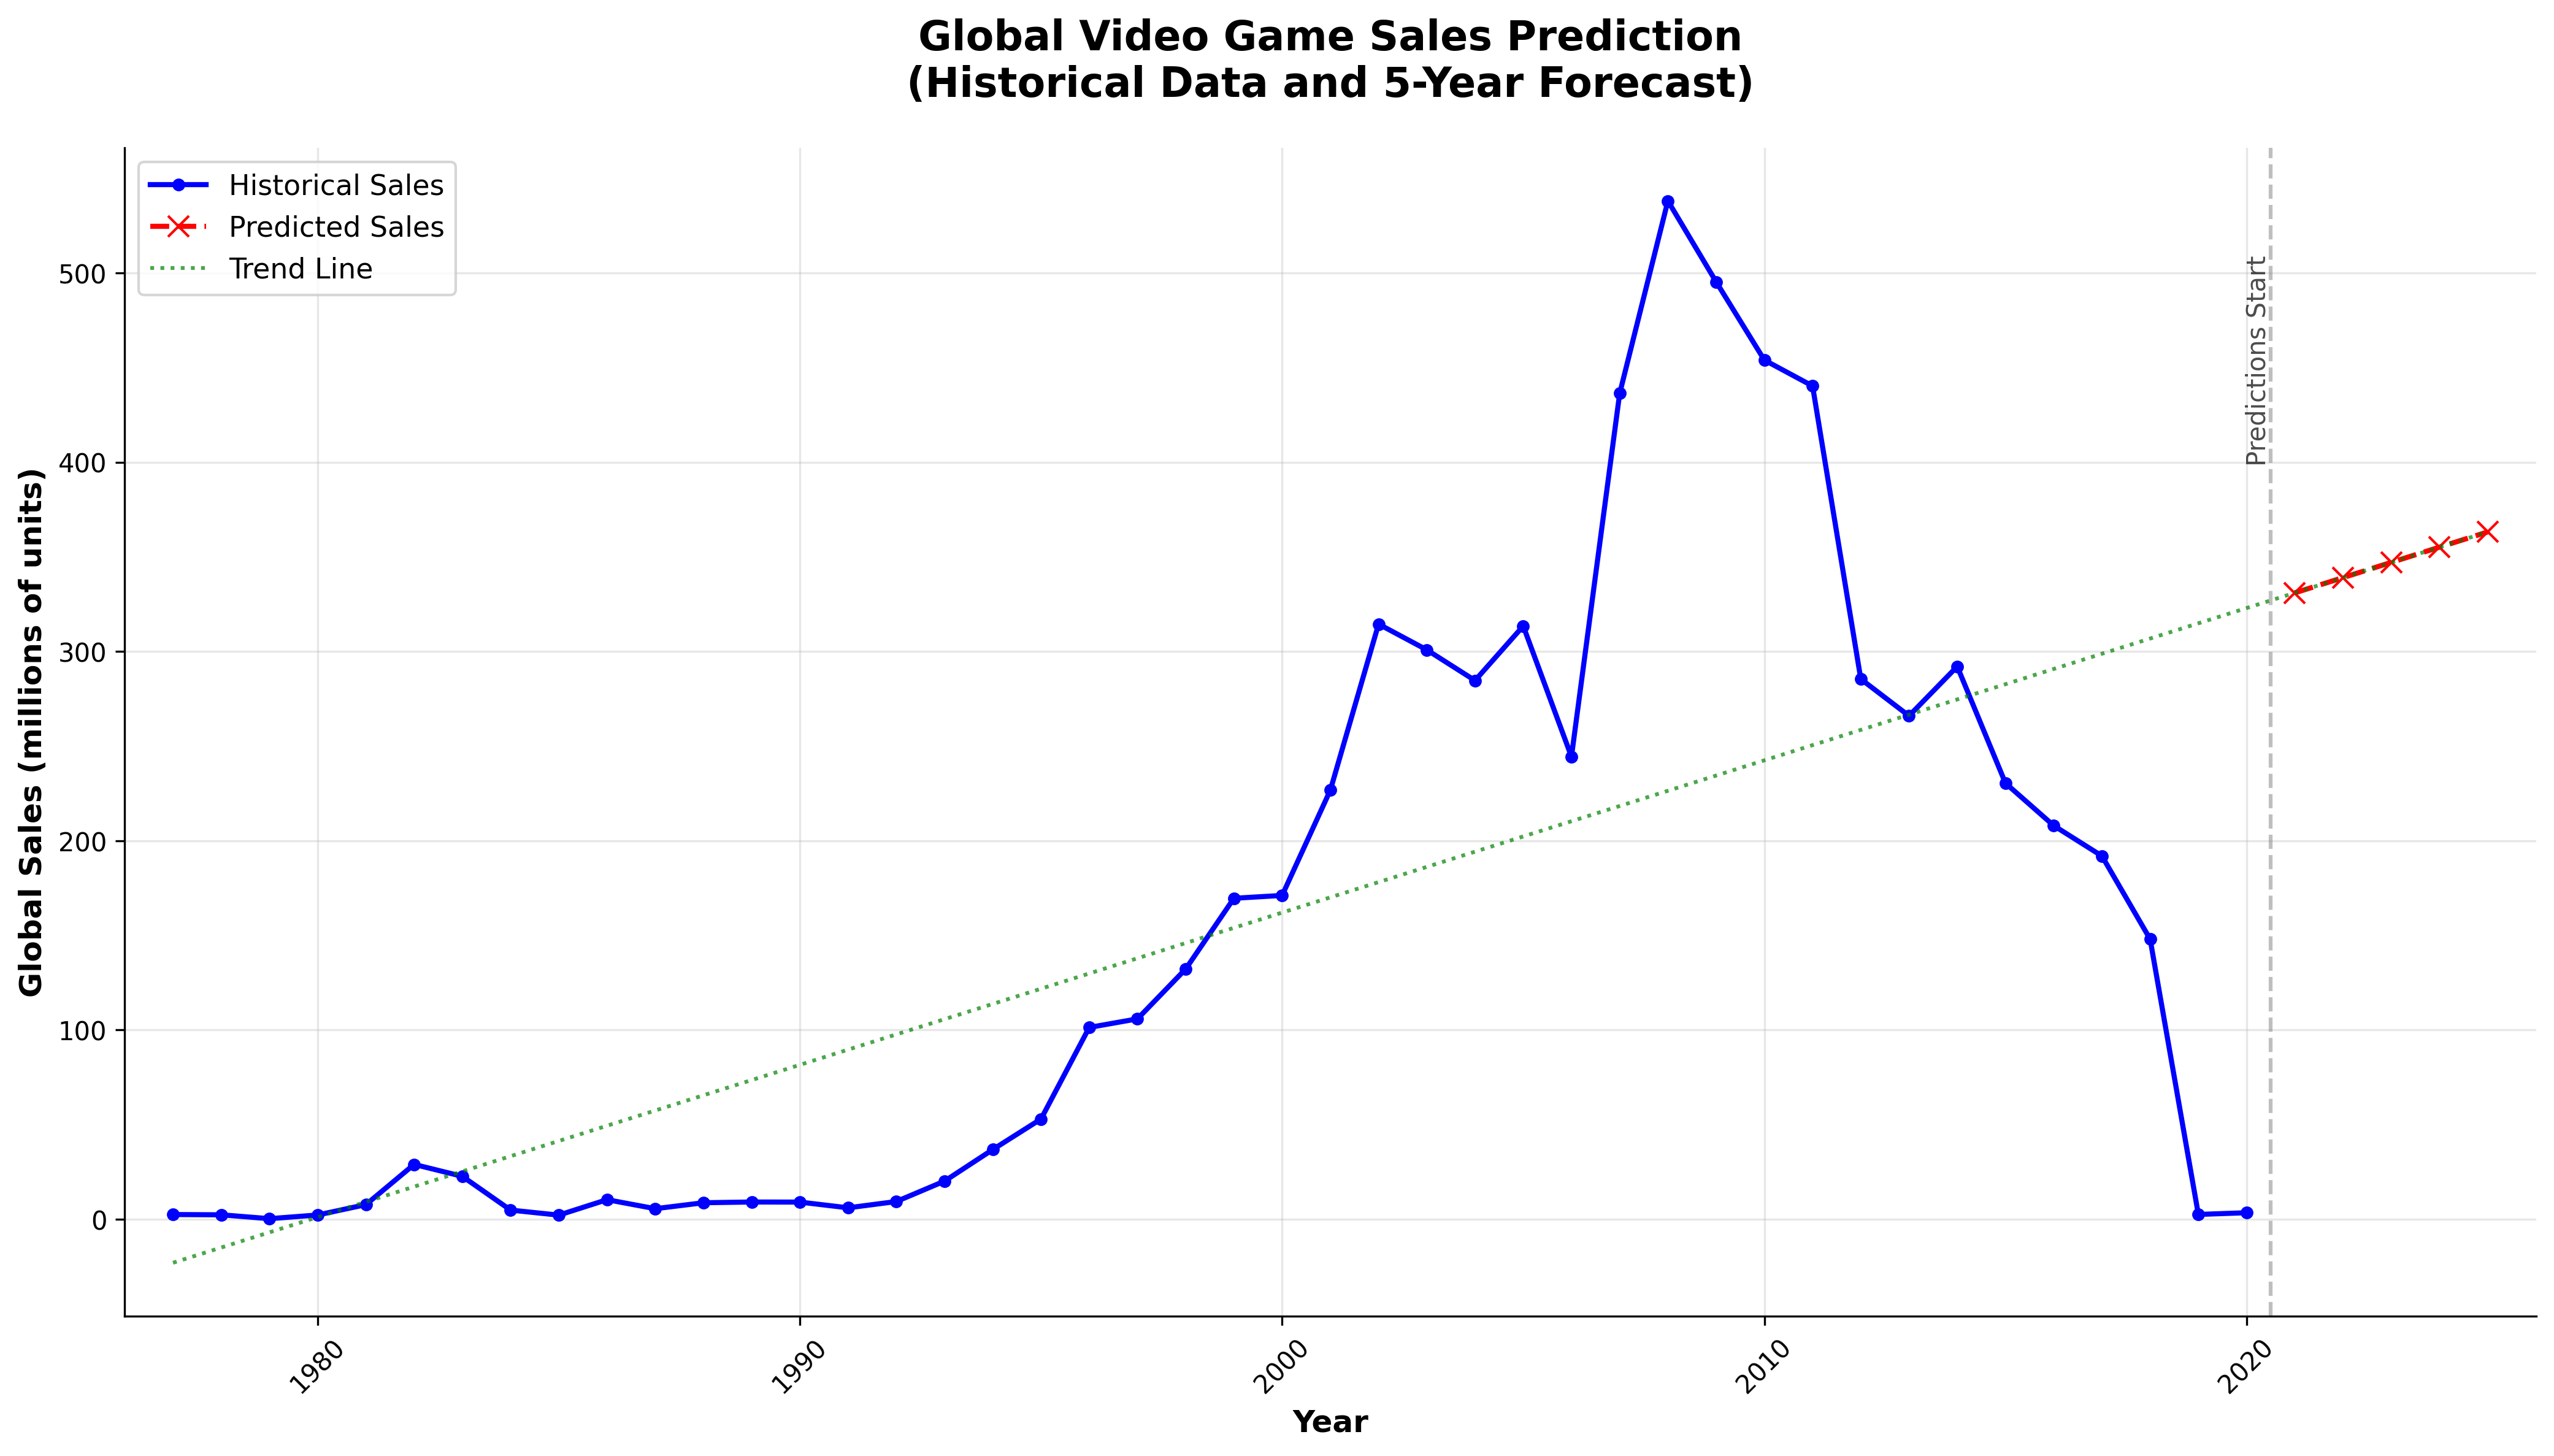 Global Video Game Sales Prediction
(Historical Data and 5-Year Forecast)
Historical Sales
Predicted Sales
Trend Line
Predictions Start
Global Sales (millions of units)
500
400
300
200
100
0
1980
1990
2000
2010
2020
Year